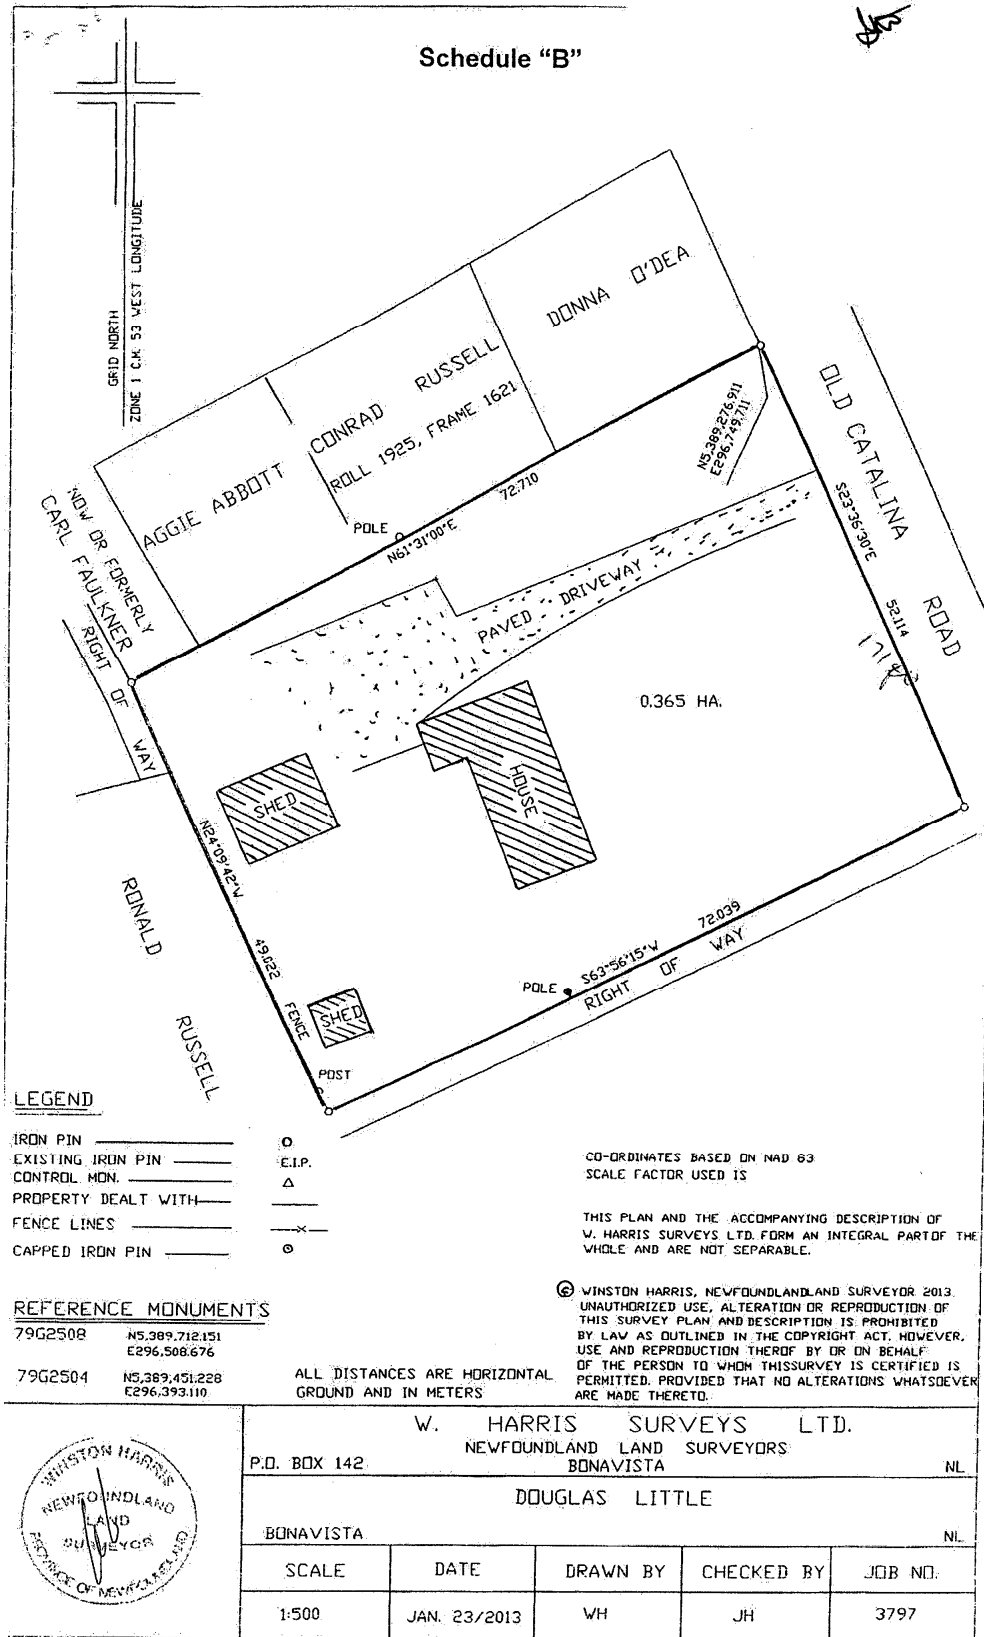 Schedule “B”
GRID NORTH
ZONE 1 C.M. 53 WEST LONGITUDE
DONNA O'DEA
CONRAD RUSSELL
ROLL 1925, FRAME 1621
AGGIE ABBOTT
NOW OR FORMERLY
CARL FAULKNER
RIGHT OF WAY
OLD CATALINA ROAD
N5,389,276.911
E296,749.711
72.710
POLE
N61°31'00"E
S23°36'30"E
52.114
PAVED DRIVEWAY
0.365 HA.
SHED
HOUSE
N24°09'42"W
49.022
RONALD RUSSELL
FENCE
SHED
POST
72.039
S63°56'15"W
POLE
RIGHT OF WAY
LEGEND
IRON PIN
EXISTING IRON PIN E.I.P.
CONTROL MON.
PROPERTY DEALT WITH
FENCE LINES
CAPPED IRON PIN
CO-ORDINATES BASED ON NAD 83
SCALE FACTOR USED IS
THIS PLAN AND THE ACCOMPANYING DESCRIPTION OF
W. HARRIS SURVEYS LTD. FORM AN INTEGRAL PART OF THE
WHOLE AND ARE NOT SEPARABLE.
REFERENCE MONUMENTS
79G2508 N5,389,712.151
E296,508.676
79G2504 N5,389,451.228
E296,393.110
ALL DISTANCES ARE HORIZONTAL
GROUND AND IN METERS
© WINSTON HARRIS, NEWFOUNDLANDLAND SURVEYOR 2013.
UNAUTHORIZED USE, ALTERATION OR REPRODUCTION OF
THIS SURVEY PLAN AND DESCRIPTION IS PROHIBITED
BY LAW AS OUTLINED IN THE COPYRIGHT ACT. HOWEVER,
USE AND REPRODUCTION THEROF BY OR ON BEHALF
OF THE PERSON TO WHOM THISSURVEY IS CERTIFIED IS
PERMITTED. PROVIDED THAT NO ALTERATIONS WHATSOEVER
ARE MADE THERETO.
WINSTON HARRIS
NEWFOUNDLAND
LAND
SURVEYOR
PROVINCE OF NEWFOUNDLAND
W. HARRIS SURVEYS LTD.
NEWFOUNDLAND LAND SURVEYORS
P.O. BOX 142 BONAVISTA NL
DOUGLAS LITTLE
BONAVISTA NL
SCALE DATE DRAWN BY CHECKED BY JOB NO.
1:500 JAN. 23/2013 WH JH 3797